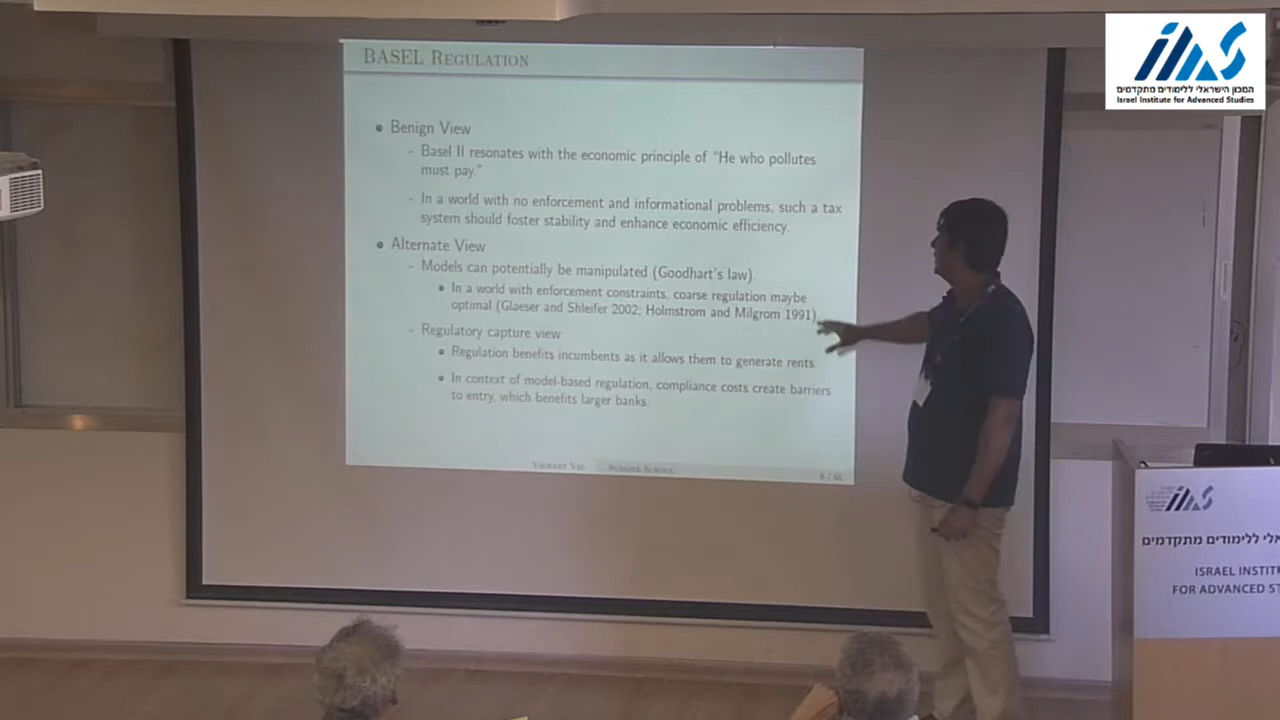 BASEL REGULATION
• Benign View
- Basel II resonates with the economic principle of “He who pollutes
must pay.”
- In a world with no enforcement and informational problems, such a tax
system should foster stability and enhance economic efficiency.
• Alternate View
- Models can potentially be manipulated (Goodhart's law).
• In a world with enforcement constraints, coarse regulation maybe
optimal (Glaeser and Shleifer 2002; Holmstrom and Milgrom 1991)
- Regulatory capture view
• Regulation benefits incumbents as it allows them to generate rents
• In context of model-based regulation, compliance costs create barriers
to entry, which benefits larger banks.
Summer School
המכון הישראלי ללימודים מתקדמים
Israel Institute for Advanced Studies
ללימודים מתקדמים
ISRAEL
FOR ADVANCED